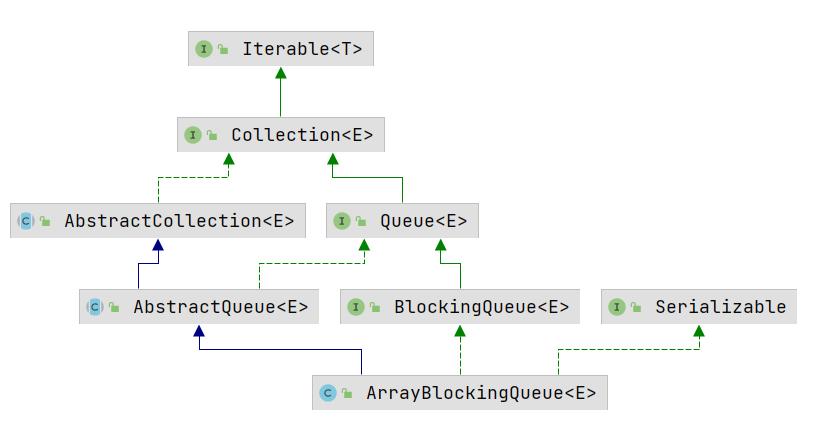 I Iterable<T>
I Collection<E>
C AbstractCollection<E>
I Queue<E>
C AbstractQueue<E>
I BlockingQueue<E>
I Serializable
C ArrayBlockingQueue<E>